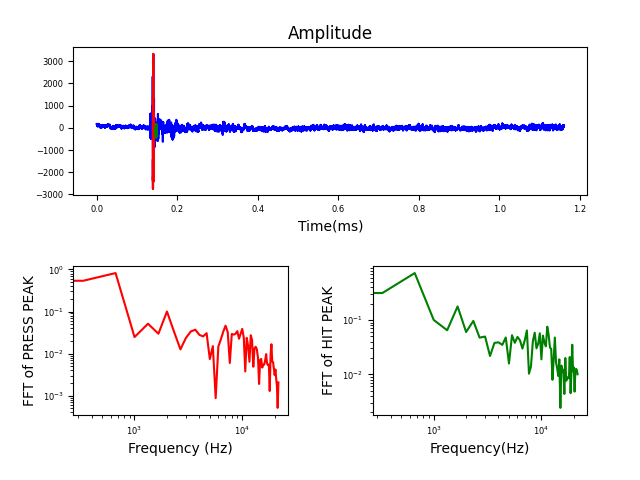 Amplitude
3000
2000
1000
0
−1000
−2000
−3000
0.0 0.2 0.4 0.6 0.8 1.0 1.2
Time(ms)
FFT of PRESS PEAK
10⁰
10⁻¹
10⁻²
10⁻³
10³ 10⁴
Frequency (Hz)
FFT of HIT PEAK
10⁻¹
10⁻²
10³ 10⁴
Frequency(Hz)